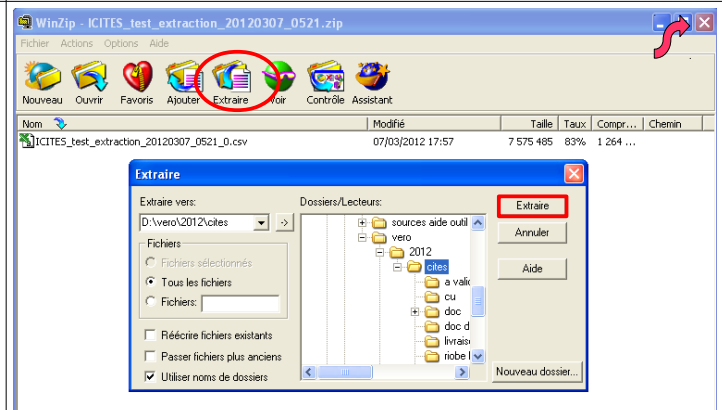 WinZip - ICITES_test_extraction_20120307_0521.zip
Fichier Actions Options Aide
Nouveau Ouvrir Favoris Ajouter Extraire Voir Contrôle Assistant
Nom Modifié Taille Taux Compr... Chemin
ICITES_test_extraction_20120307_0521_0.csv 07/03/2012 17:57 7 575 485 83% 1 264 ...
Extraire
Extraire vers: Dossiers/Lecteurs: Extraire
D:\vero\2012\cites -> sources aide outil
vero Annuler
Fichiers 2012
Fichiers sélectionnés cites Aide
Tous les fichiers a valid
Fichiers: cu
doc
Réécrire fichiers existants doc d
Passer fichiers plus anciens livraiso
Utiliser noms de dossiers riobe Nouveau dossier...